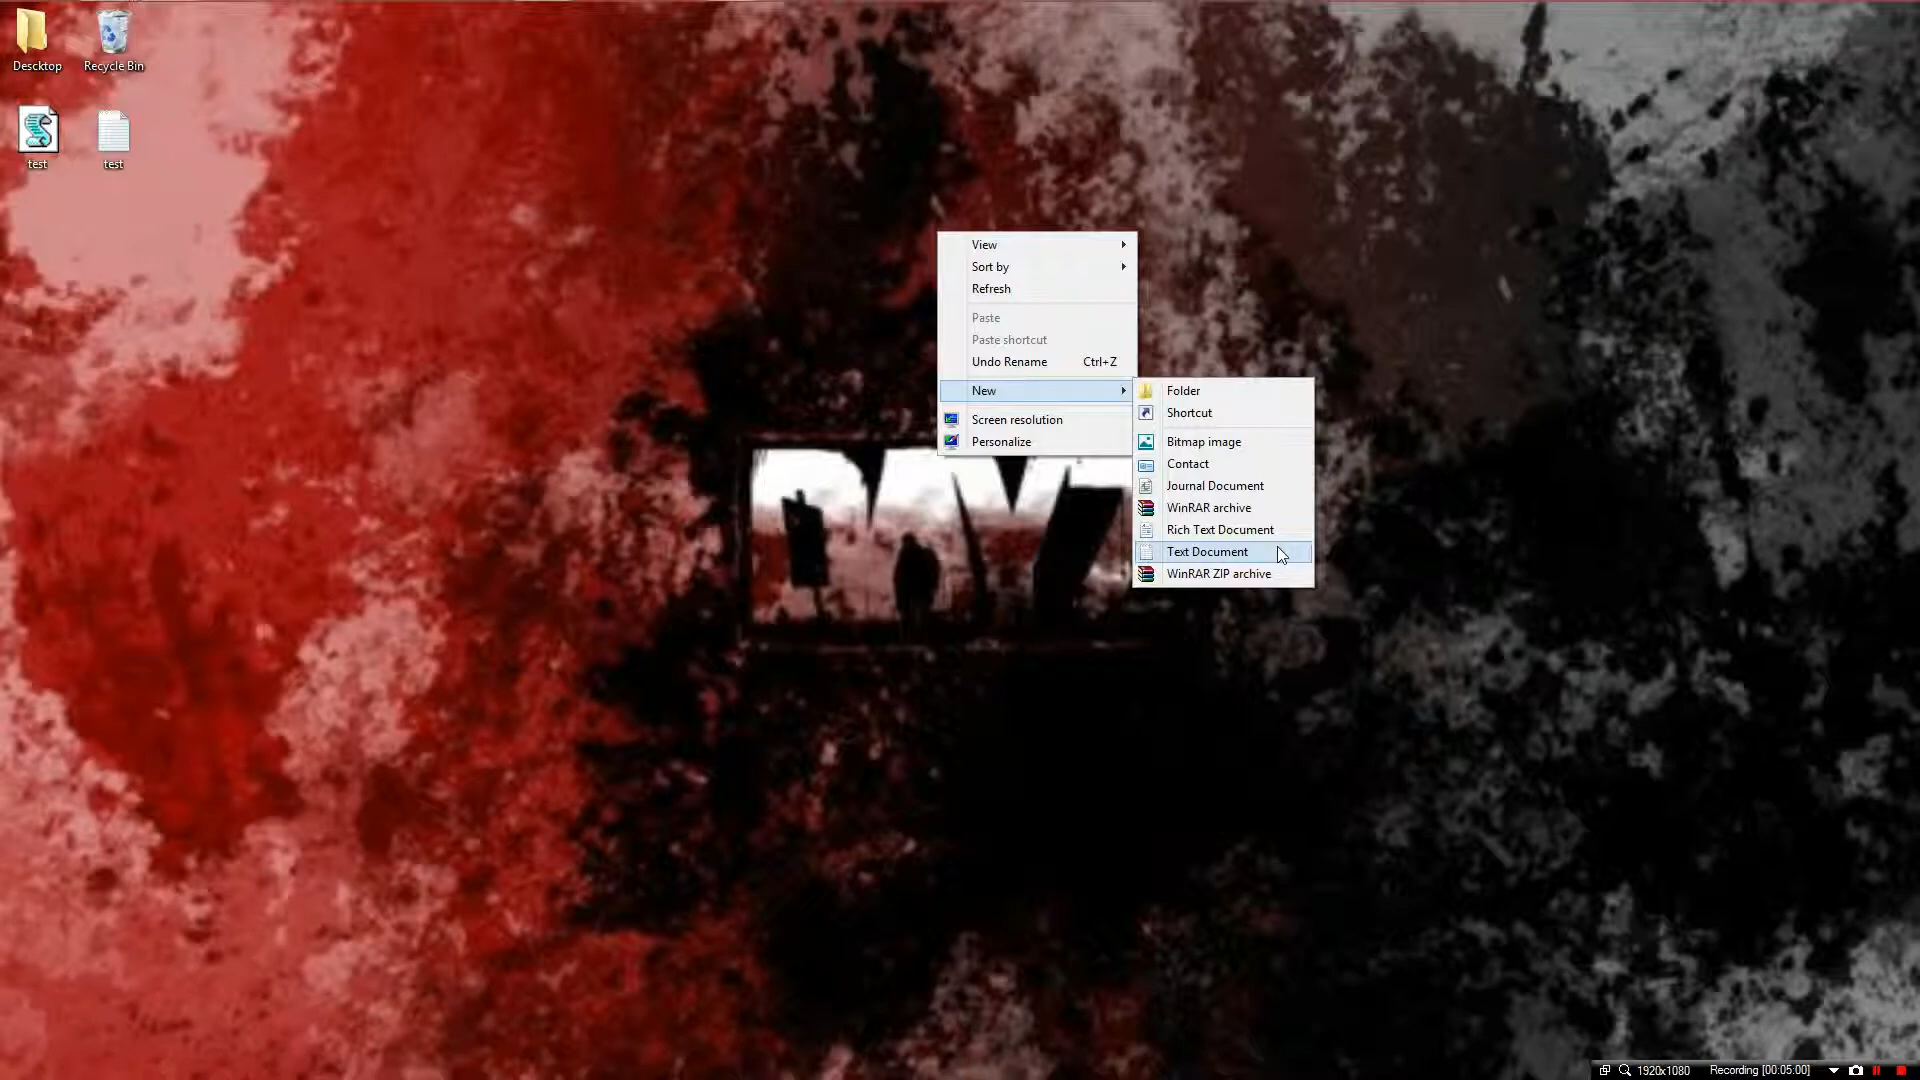 Descktop
Recycle Bin
test
test
View
Sort by
Refresh
Paste
Paste shortcut
Undo Rename Ctrl+Z
New
Screen resolution
Personalize
Folder
Shortcut
Bitmap image
Contact
Journal Document
WinRAR archive
Rich Text Document
Text Document
WinRAR ZIP archive
1920x1080 Recording [00:05:00]